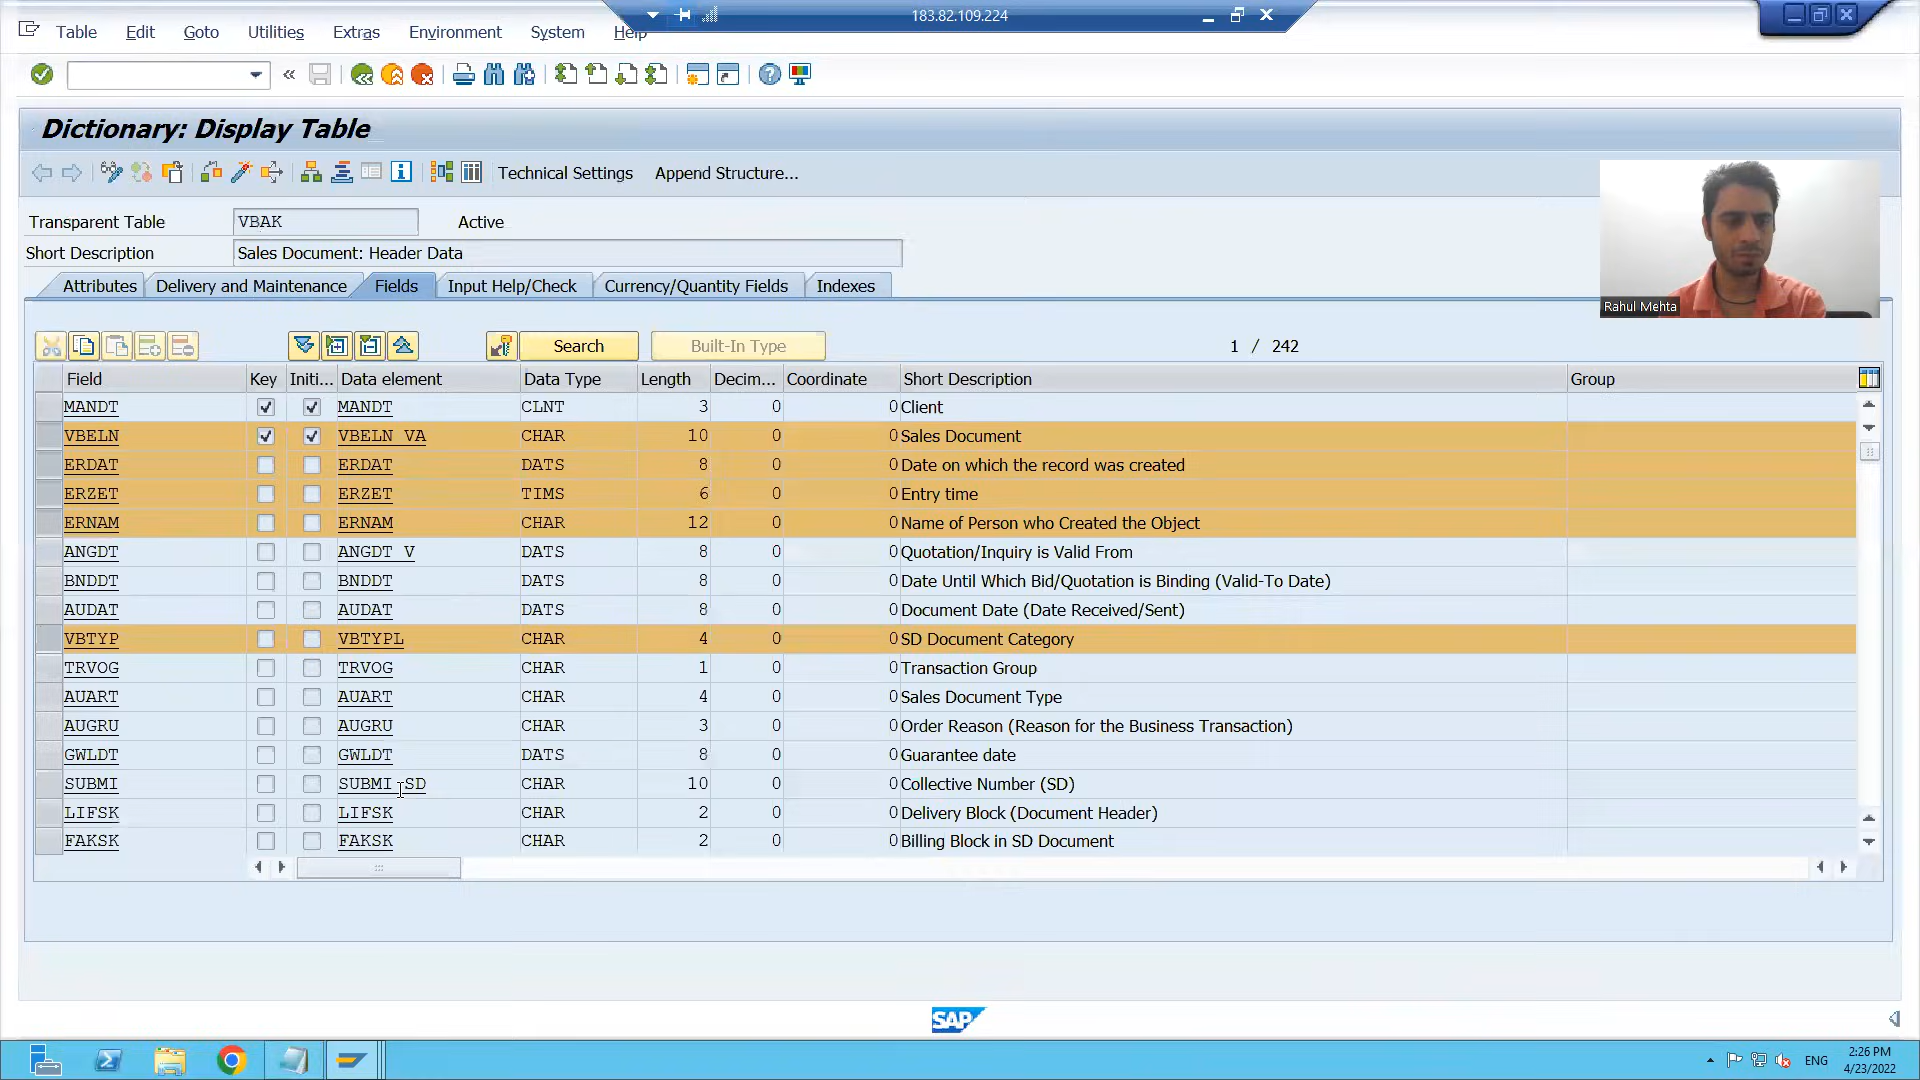 183.82.109.224
Table Edit Goto Utilities Extras Environment System Help
Dictionary: Display Table
Technical Settings Append Structure...
Transparent Table VBAK Active
Short Description Sales Document: Header Data
Attributes Delivery and Maintenance Fields Input Help/Check Currency/Quantity Fields Indexes
Search Built-In Type 1 / 242
Field Key Initi... Data element Data Type Length Decim... Coordinate Short Description Group
MANDT MANDT CLNT 3 0 0 Client
VBELN VBELN_VA CHAR 10 0 0 Sales Document
ERDAT ERDAT DATS 8 0 0 Date on which the record was created
ERZET ERZET TIMS 6 0 0 Entry time
ERNAM ERNAM CHAR 12 0 0 Name of Person who Created the Object
ANGDT ANGDT_V DATS 8 0 0 Quotation/Inquiry is Valid From
BNDDT BNDDT DATS 8 0 0 Date Until Which Bid/Quotation is Binding (Valid-To Date)
AUDAT AUDAT DATS 8 0 0 Document Date (Date Received/Sent)
VBTYP VBTYPL CHAR 4 0 0 SD Document Category
TRVOG TRVOG CHAR 1 0 0 Transaction Group
AUART AUART CHAR 4 0 0 Sales Document Type
AUGRU AUGRU CHAR 3 0 0 Order Reason (Reason for the Business Transaction)
GWLDT GWLDT DATS 8 0 0 Guarantee date
SUBMI SUBMI_SD CHAR 10 0 0 Collective Number (SD)
LIFSK LIFSK CHAR 2 0 0 Delivery Block (Document Header)
FAKSK FAKSK CHAR 2 0 0 Billing Block in SD Document
Rahul Mehta
SAP
ENG
2:26 PM
4/23/2022